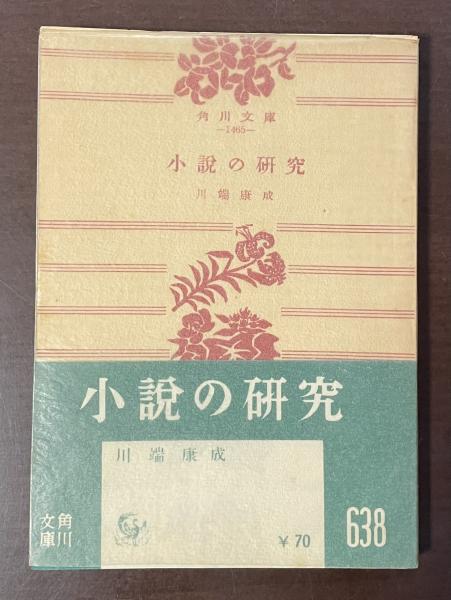 角川文庫
—1465—
小説の研究
川端康成
小説の研究
川端康成
角川
文庫
¥70
638